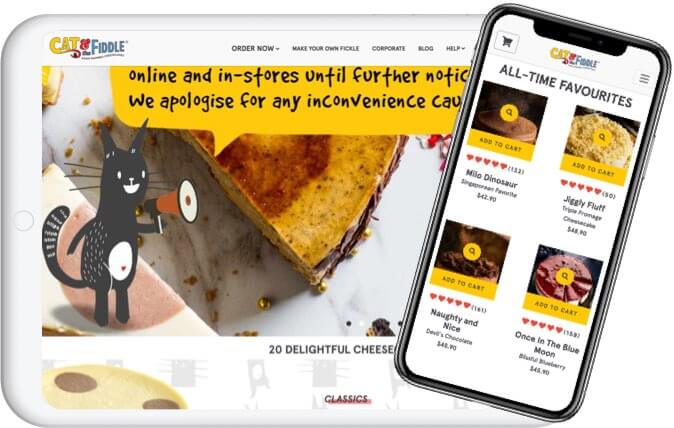 CAT & the FIDDLE
ORDER NOW MAKE YOUR OWN FICKLE CORPORATE BLOG HELP
online and in-stores until further notic
We apologise for any inconvenience cau
20 DELIGHTFUL CHEESE
CLASSICS
CAT & the FIDDLE
ALL-TIME FAVOURITES
ADD TO CART
(132)
Milo Dinosaur
Singaporean Favorite
$42.90
ADD TO CART
(50)
Jiggly Fluff
Triple Fromage
Cheesecake
$48.90
ADD TO CART
(161)
Naughty and
Nice
Devil's Chocolate
$45.90
ADD TO CART
(158)
Once In The Blue
Moon
Blissful Blueberry
$45.90